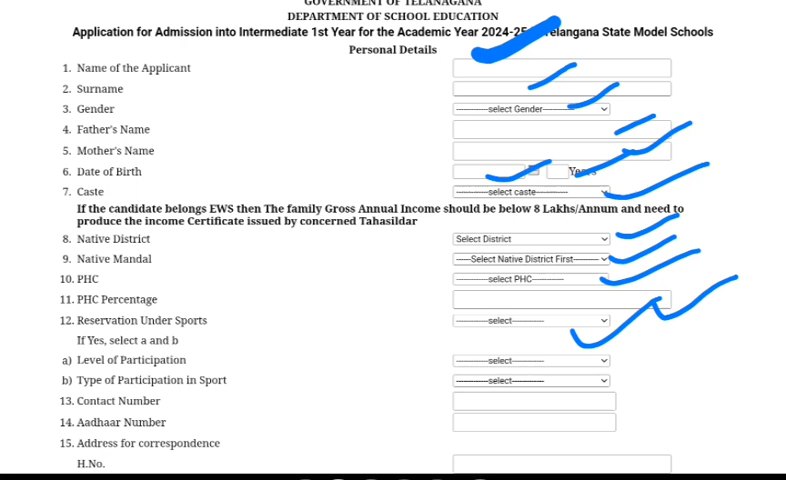 GOVERNMENT OF TELANAGANA
DEPARTMENT OF SCHOOL EDUCATION
Application for Admission into Intermediate 1st Year for the Academic Year 2024-25 Telangana State Model Schools
Personal Details
1. Name of the Applicant
2. Surname
3. Gender -----------select Gender-----------
4. Father's Name
5. Mother's Name
6. Date of Birth Years
7. Caste -----------select caste-----------
If the candidate belongs EWS then The family Gross Annual Income should be below 8 Lakhs/Annum and need to
produce the income Certificate issued by concerned Tahasildar
8. Native District Select District
9. Native Mandal -----Select Native District First---------
10. PHC -----------select PHC-----------
11. PHC Percentage
12. Reservation Under Sports -----------select-----------
If Yes, select a and b
a) Level of Participation -----------select-----------
b) Type of Participation in Sport -----------select-----------
13. Contact Number
14. Aadhaar Number
15. Address for correspondence
H.No.